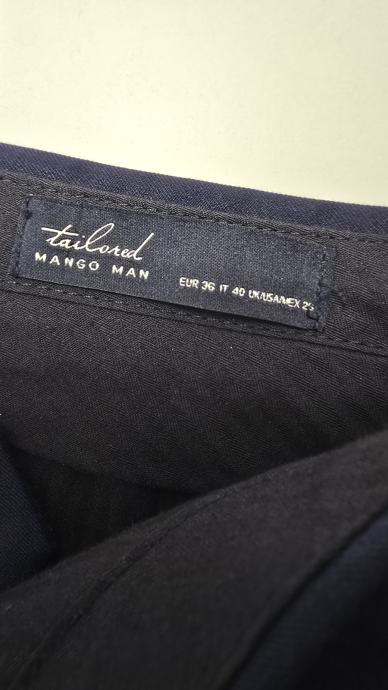 tailored
MANGO MAN
EUR 36 IT 40 UK/USA/MEX